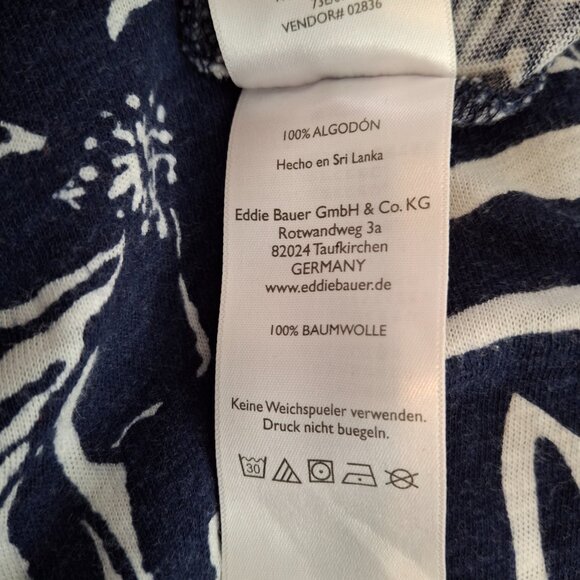 VENDOR# 02836
100% ALGODÓN
Hecho en Sri Lanka
Eddie Bauer GmbH & Co. KG
Rotwandweg 3a
82024 Taufkirchen
GERMANY
www.eddiebauer.de
100% BAUMWOLLE
Keine Weichspueler verwenden.
Druck nicht buegeln.
30